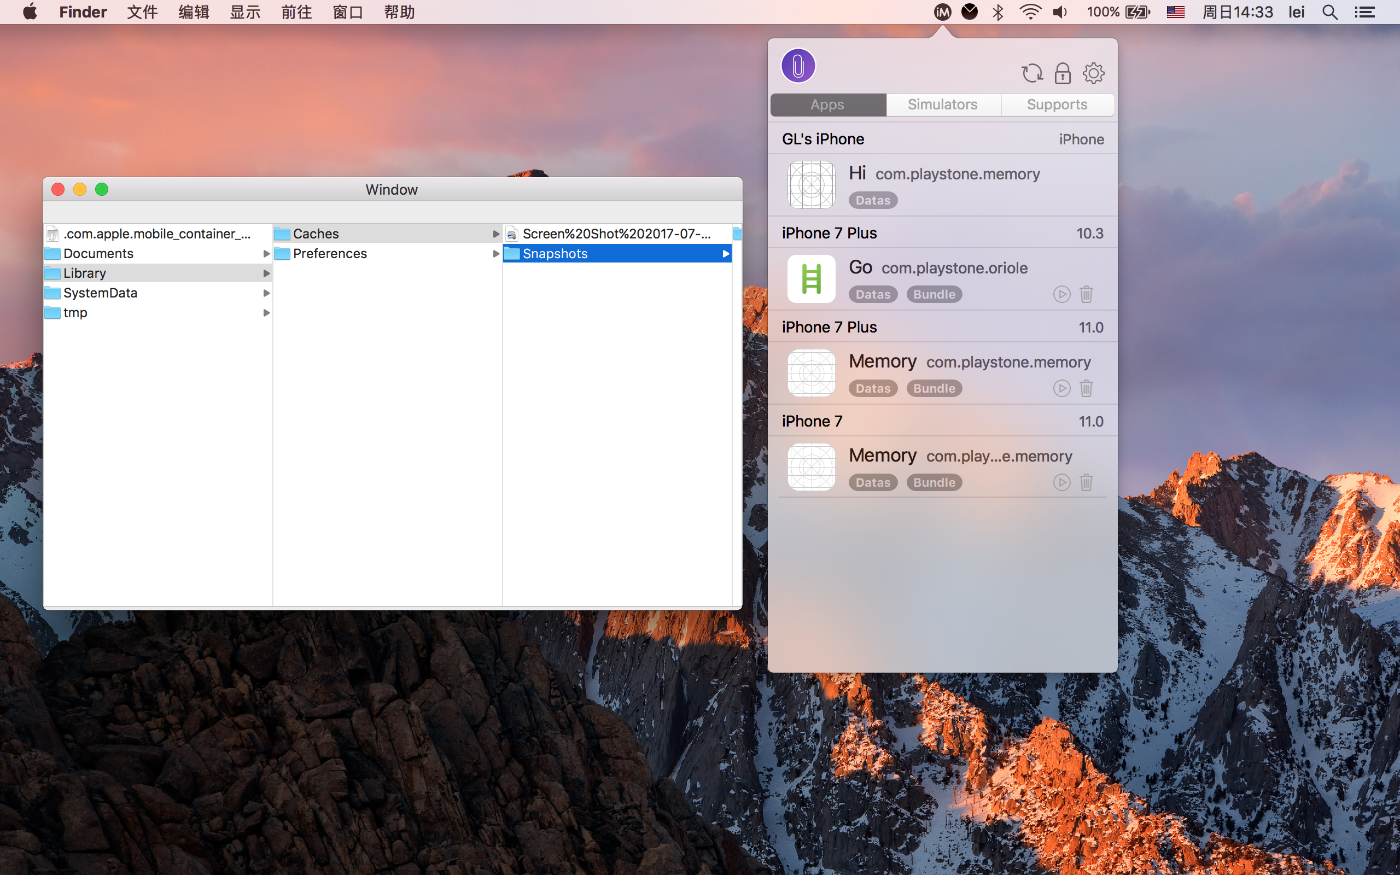 Finder 文件 编辑 显示 前往 窗口 帮助 iM 100% 周日14:33 lei
Apps Simulators Supports
GL's iPhone iPhone
Hi com.playstone.memory
Datas
iPhone 7 Plus 10.3
Go com.playstone.oriole
Datas Bundle
iPhone 7 Plus 11.0
Memory com.playstone.memory
Datas Bundle
iPhone 7 11.0
Memory com.play...e.memory
Datas Bundle
Window
.com.apple.mobile_container_...
Documents
Library
SystemData
tmp
Caches
Preferences
Screen%20Shot%202017-07-...
Snapshots